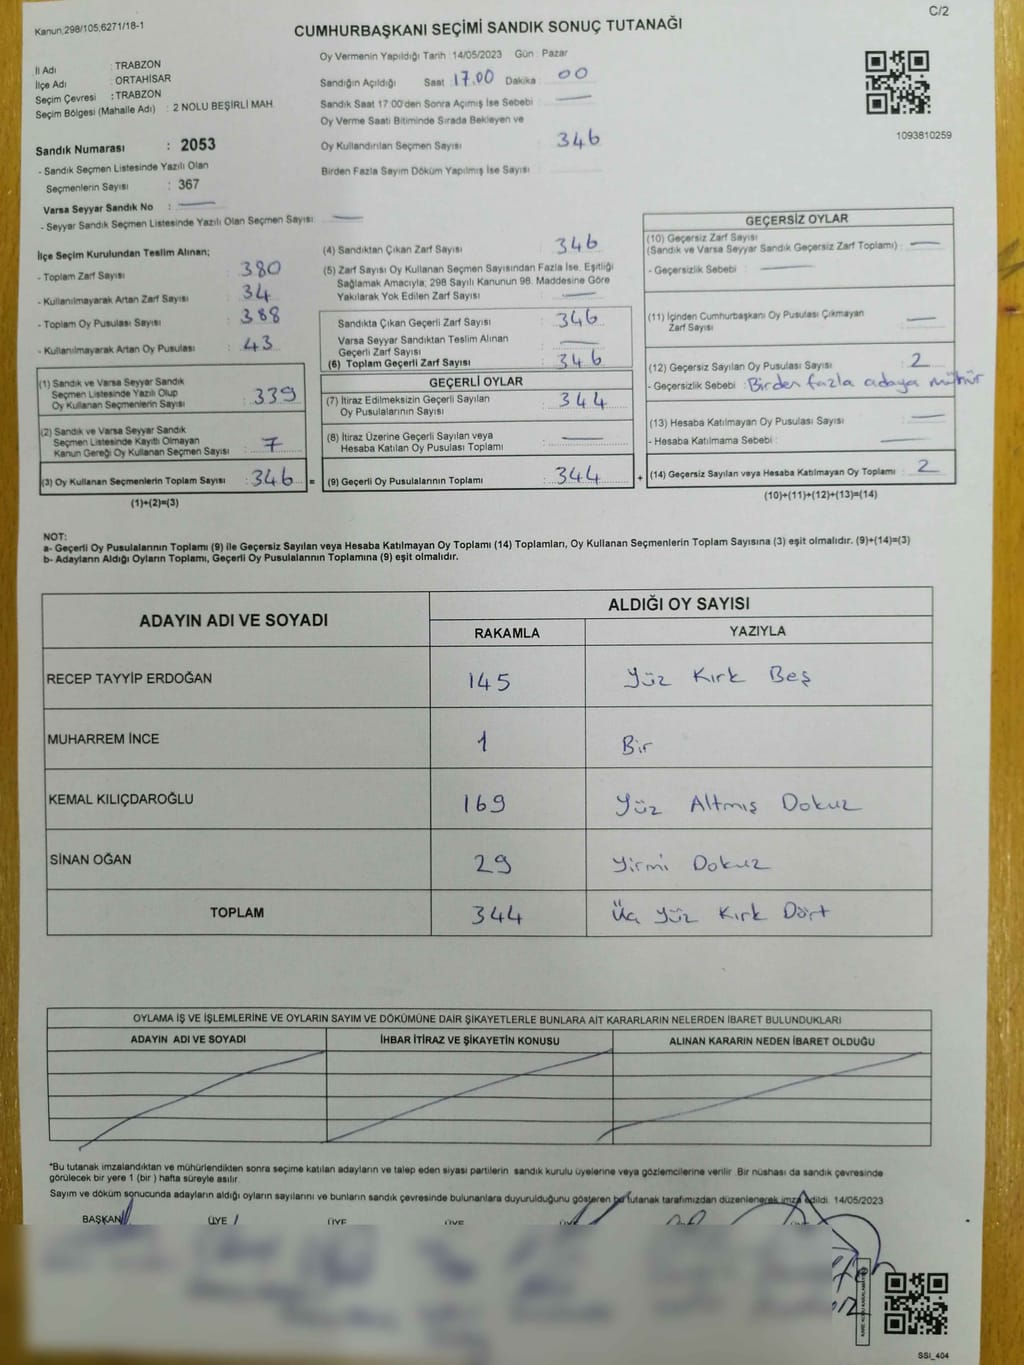 C/2
Kanun,298/105,6271/18-1
CUMHURBAŞKANI SEÇİMİ SANDIK SONUÇ TUTANAĞI
İl Adı : TRABZON
İlçe Adı : ORTAHİSAR
Seçim Çevresi : TRABZON
Seçim Bölgesi (Mahalle Adı) : 2 NOLU BEŞİRLİ MAH.
Oy Vermenin Yapıldığı Tarih : 14/05/2023 Gün : Pazar
Sandığın Açıldığı Saat 17.00 Dakika 00
Sandık Saat 17:00'den Sonra Açımış İse Sebebi : —
Oy Verme Saati Bitiminde Sırada Bekleyen ve
Oy Kullandırılan Seçmen Sayısı : 346
Birden Fazla Sayım Döküm Yapılmış İse Sayısı :
1093810259
Sandık Numarası : 2053
- Sandık Seçmen Listesinde Yazılı Olan
Seçmenlerin Sayısı : 367
Varsa Seyyar Sandık No : —
- Seyyar Sandık Seçmen Listesinde Yazılı Olan Seçmen Sayısı: —
İlçe Seçim Kurulundan Teslim Alınan;
- Toplam Zarf Sayısı : 380
- Kullanılmayarak Artan Zarf Sayısı : 34
- Toplam Oy Pusulası Sayısı : 388
- Kullanılmayarak Artan Oy Pusulası : 43
(1) Sandık ve Varsa Seyyar Sandık
Seçmen Listesinde Yazılı Olup
Oy Kullanan Seçmenlerin Sayısı : 339
(2) Sandık ve Varsa Seyyar Sandık
Seçmen Listesinde Kayıtlı Olmayan
Kanun Gereği Oy Kullanan Seçmen Sayısı : 7
(3) Oy Kullanan Seçmenlerin Toplam Sayısı : 346 =
(1)+(2)=(3)
(4) Sandıktan Çıkan Zarf Sayısı : 346
(5) Zarf Sayısı Oy Kullanan Seçmen Sayısından Fazla İse, Eşitliği
Sağlamak Amacıyla; 298 Sayılı Kanunun 98. Maddesine Göre
Yakılarak Yok Edilen Zarf Sayısı : —
Sandıkta Çıkan Geçerli Zarf Sayısı : 346
Varsa Seyyar Sandıktan Teslim Alınan
Geçerli Zarf Sayısı : —
(6) Toplam Geçerli Zarf Sayısı : 346
GEÇERLİ OYLAR
(7) İtiraz Edilmeksizin Geçerli Sayılan
Oy Pusulalarının Sayısı : 344
(8) İtiraz Üzerine Geçerli Sayılan veya
Hesaba Katılan Oy Pusulası Toplamı : —
(9) Geçerli Oy Pusulalarının Toplamı : 344 +
GEÇERSİZ OYLAR
(10) Geçersiz Zarf Sayısı
(Sandık ve Varsa Seyyar Sandık Geçersiz Zarf Toplamı) : —
- Geçersizlik Sebebi : —
(11) İçinden Cumhurbaşkanı Oy Pusulası Çıkmayan
Zarf Sayısı : —
(12) Geçersiz Sayılan Oy Pusulası Sayısı : 2
- Geçersizlik Sebebi : Birden fazla adaya mühür
(13) Hesaba Katılmayan Oy Pusulası Sayısı : —
- Hesaba Katılmama Sebebi : —
(14) Geçersiz Sayılan veya Hesaba Katılmayan Oy Toplamı : 2
(10)+(11)+(12)+(13)=(14)
NOT:
a- Geçerli Oy Pusulalarının Toplamı (9) ile Geçersiz Sayılan veya Hesaba Katılmayan Oy Toplamı (14) Toplamları, Oy Kullanan Seçmenlerin Toplam Sayısına (3) eşit olmalıdır. (9)+(14)=(3)
b- Adayların Aldığı Oyların Toplamı, Geçerli Oy Pusulalarının Toplamına (9) eşit olmalıdır.
ADAYIN ADI VE SOYADI
ALDIĞI OY SAYISI
RAKAMLA YAZIYLA
RECEP TAYYİP ERDOĞAN 145 Yüz Kırk Beş
MUHARREM İNCE 1 Bir
KEMAL KILIÇDAROĞLU 169 Yüz Altmış Dokuz
SİNAN OĞAN 29 Yirmi Dokuz
TOPLAM 344 Üç Yüz Kırk Dört
OYLAMA İŞ VE İŞLEMLERİNE VE OYLARIN SAYIM VE DÖKÜMÜNE DAİR ŞİKAYETLERLE BUNLARA AİT KARARLARIN NELERDEN İBARET BULUNDUKLARI
ADAYIN ADI VE SOYADI İHBAR İTİRAZ VE ŞİKAYETİN KONUSU ALINAN KARARIN NEDEN İBARET OLDUĞU
*Bu tutanak imzalandıktan ve mühürlendikten sonra seçime katılan adayların ve talep eden siyasi partilerin sandık kurulu üyelerine veya gözlemcilerine verilir. Bir nüshası da sandık çevresinde
görülecek bir yere 1 (bir ) hafta süreyle asılır.
Sayım ve döküm sonucunda adayların aldığı oyların sayılarını ve bunların sandık çevresinde bulunanlara duyurulduğunu gösteren bu tutanak tarafımızdan düzenlenerek imza edildi. 14/05/2023
BAŞKAN ÜYE ÜYE ÜYE
SSİ_404